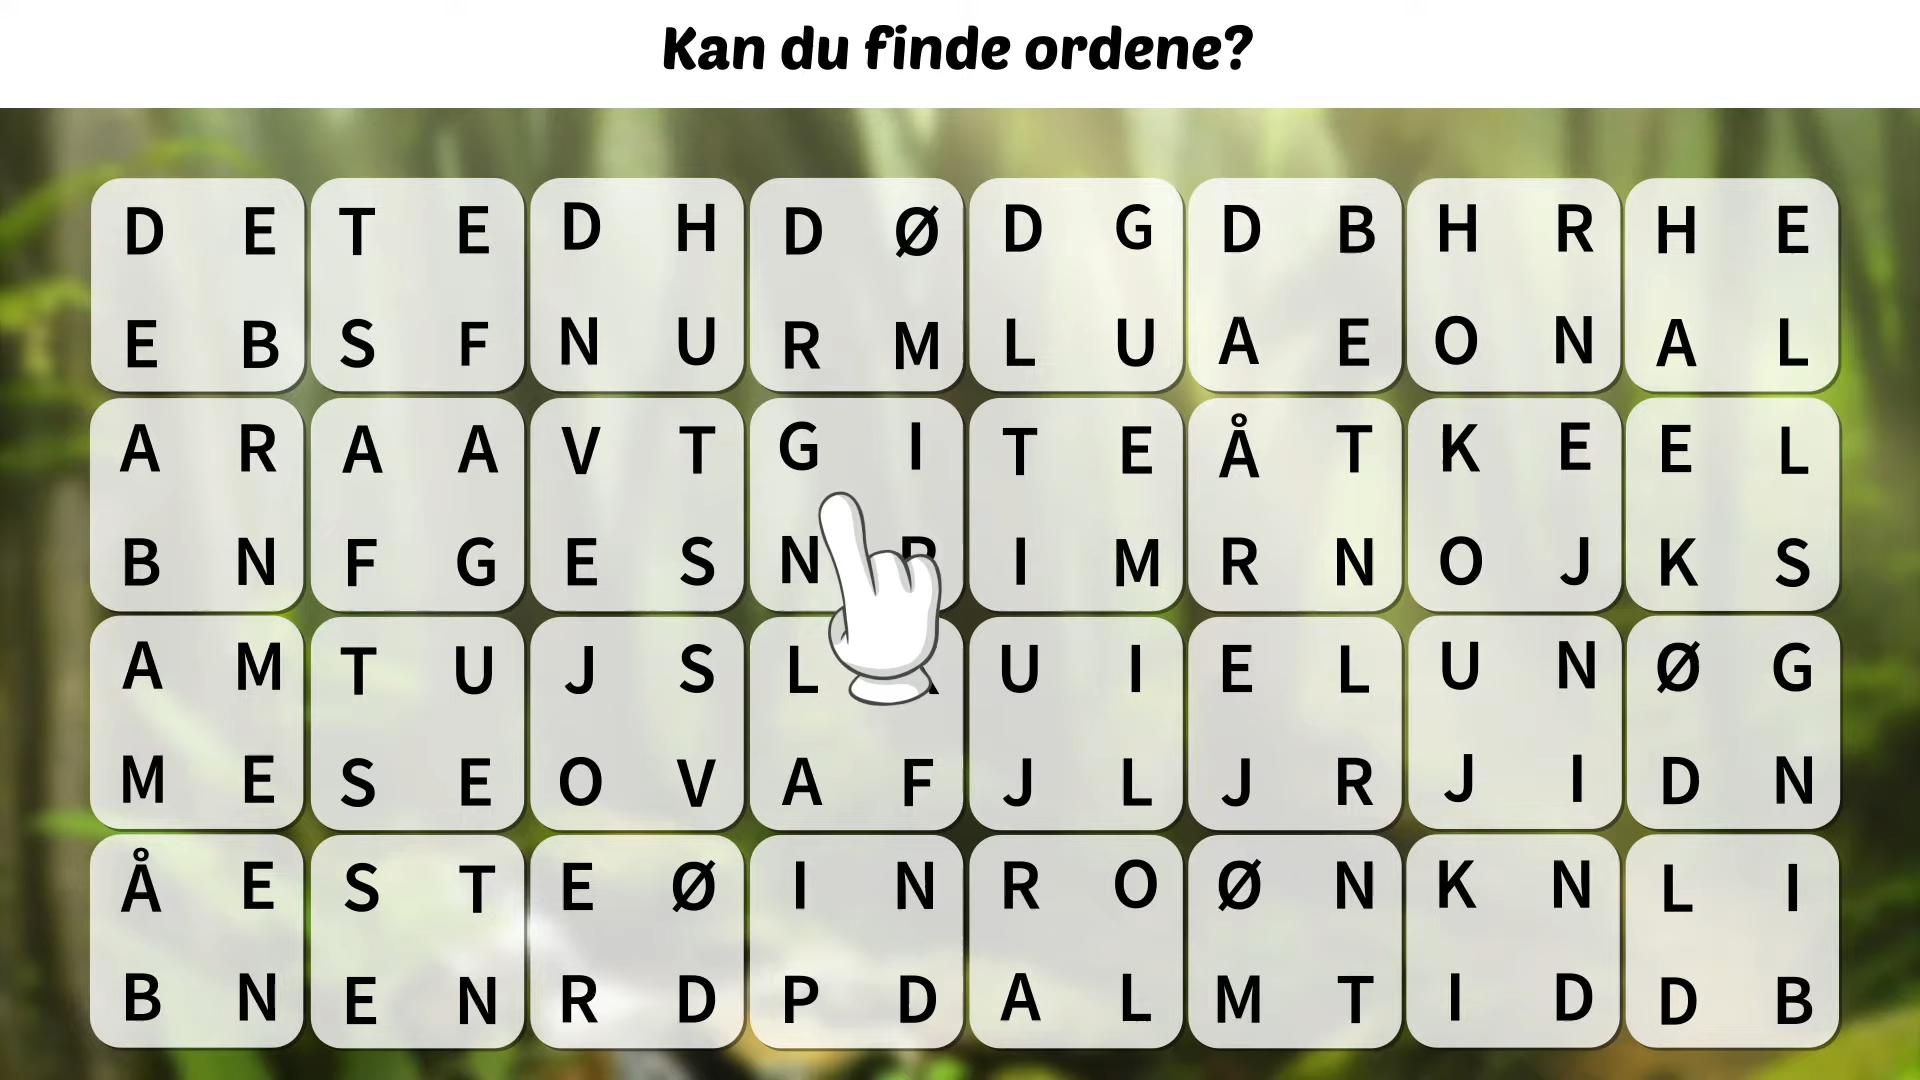 Kan du finde ordene?
D E T E D H D Ø D G D B H R H E
E B S F N U R M L U A E O N A L
A R A A V T G I T E Å T K E E L
B N F G E S N I M R N O J K S
A M T U J S L U I E L U N Ø G
M E S E O V A F J L J R J I D N
Å E S T E Ø I N R O Ø N K N L I
B N E N R D P D A L M T I D D B